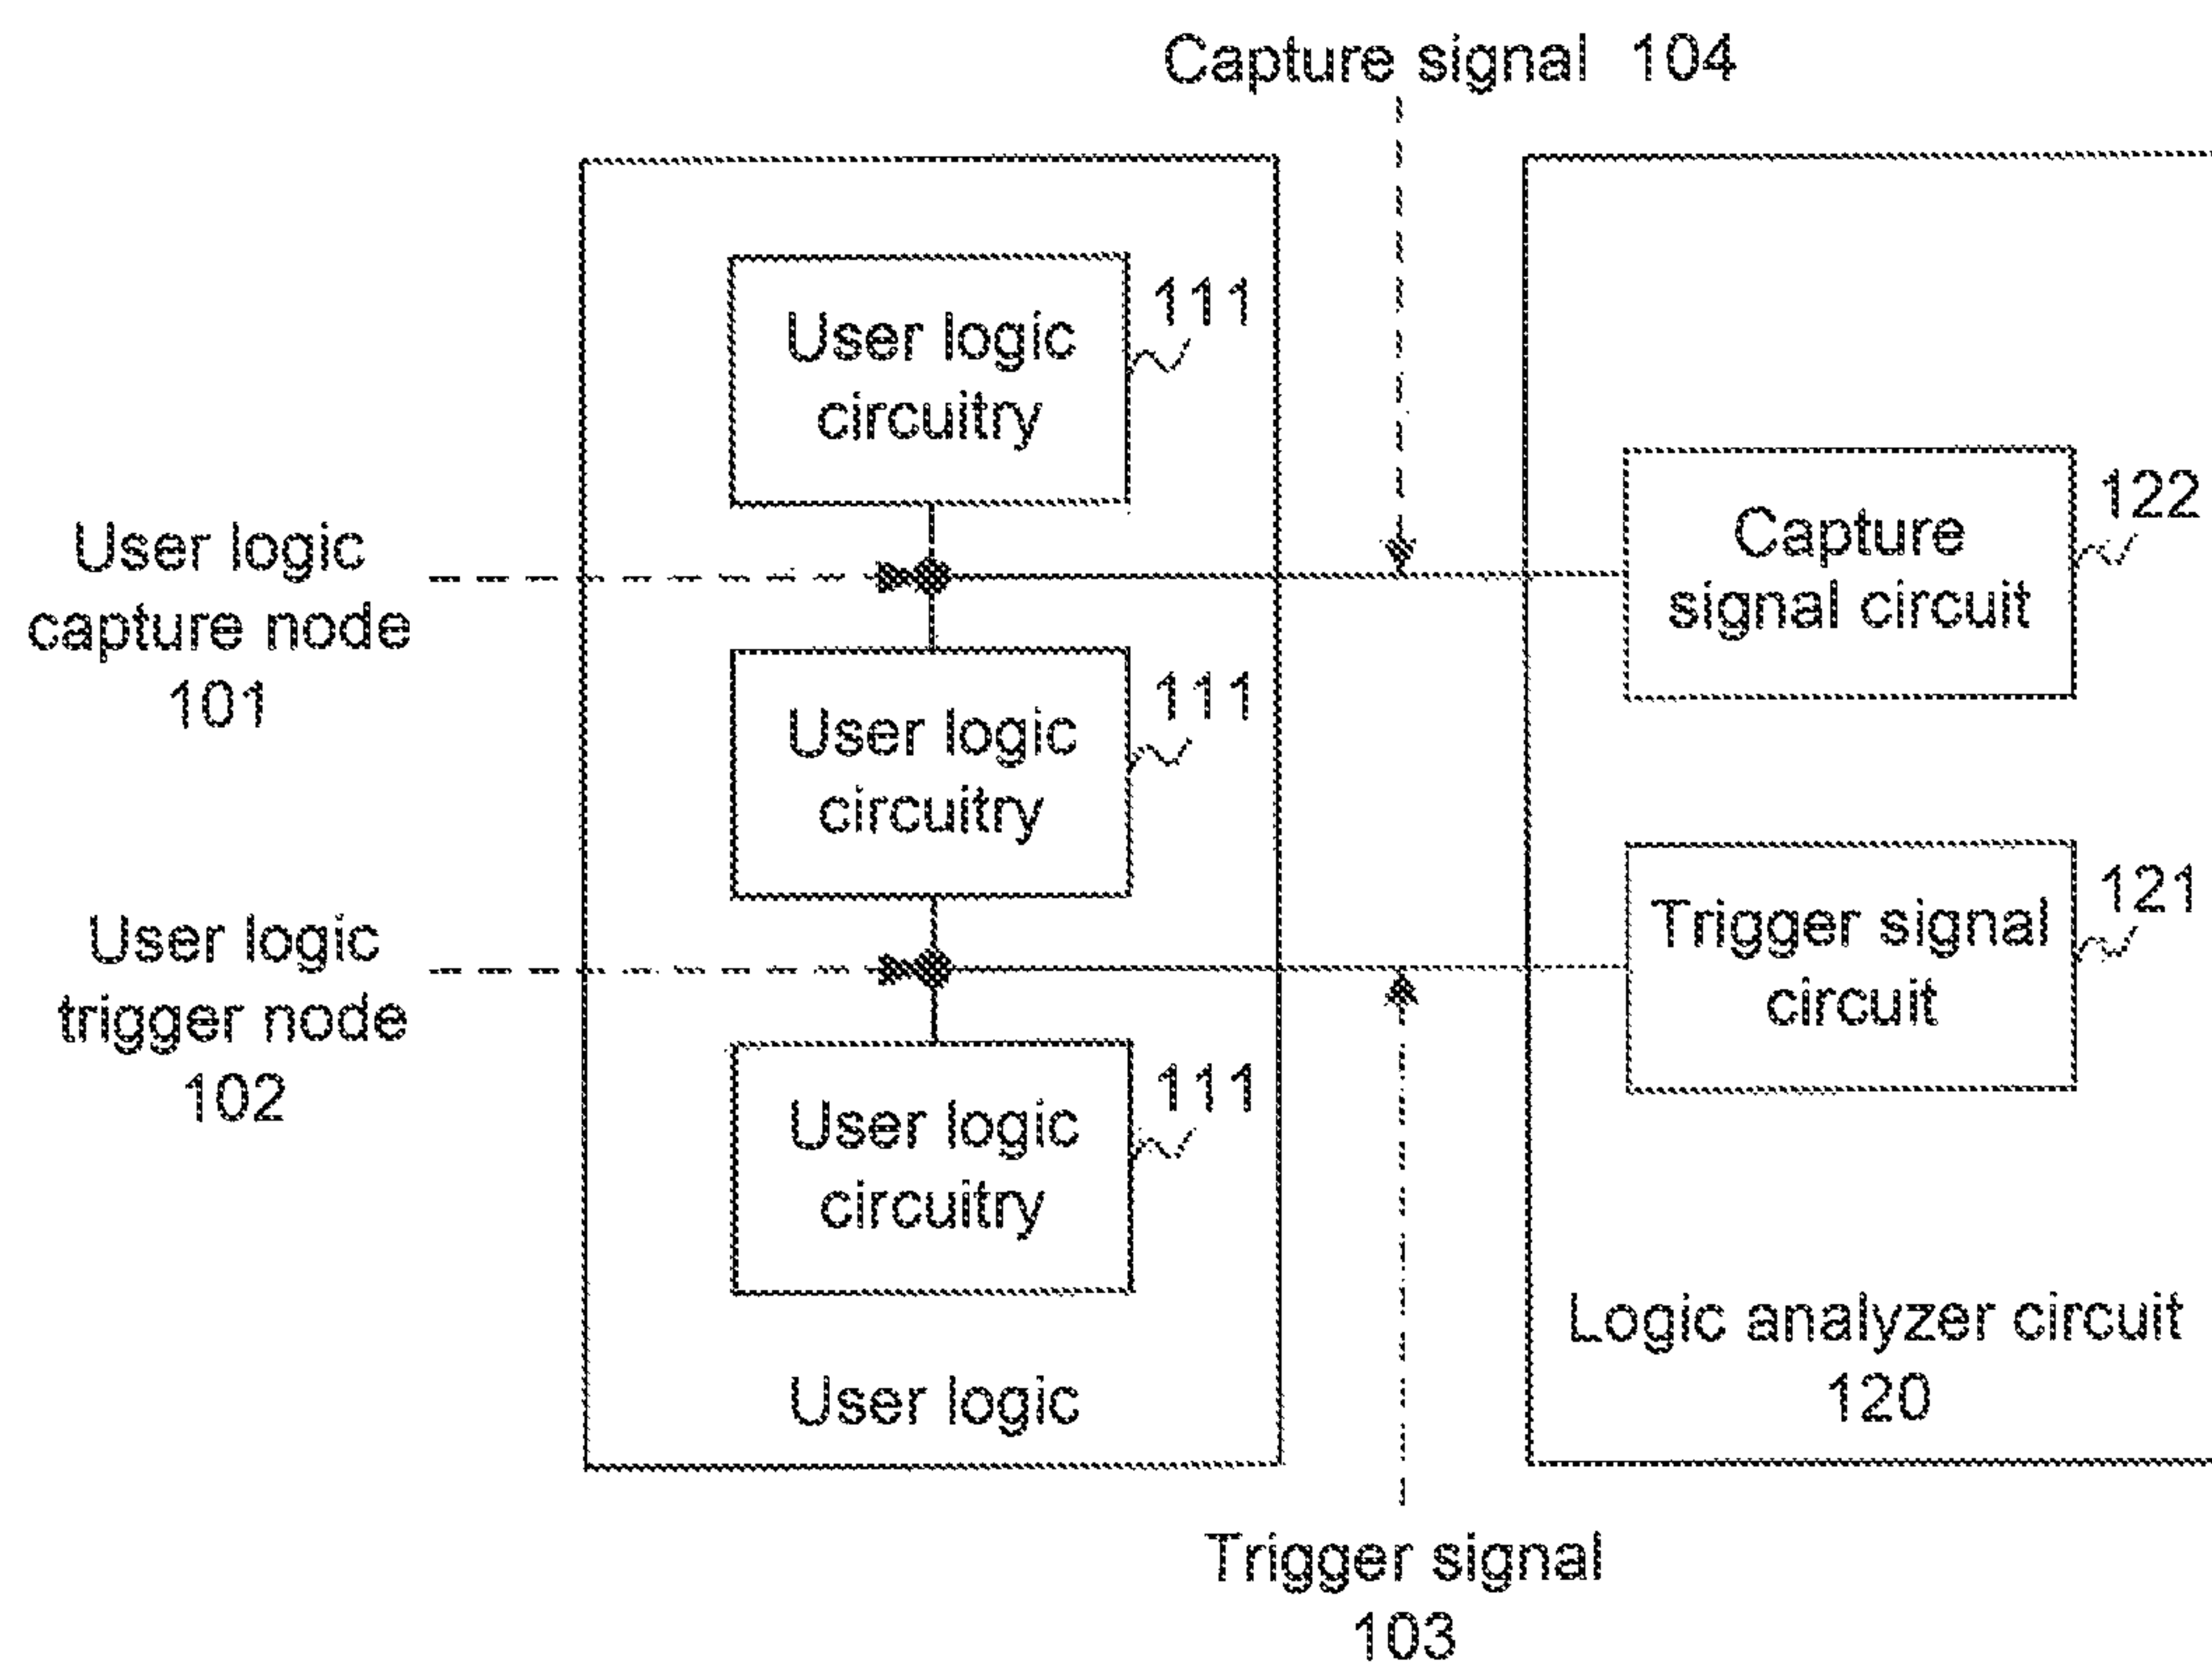 Capture signal 104
User logic
circuitry
111
User logic
capture node
101
Capture
signal circuit
122
User logic
circuitry
111
User logic
trigger node
102
Trigger signal
circuit
121
User logic
circuitry
111
User logic
Logic analyzer circuit
120
Trigger signal
103